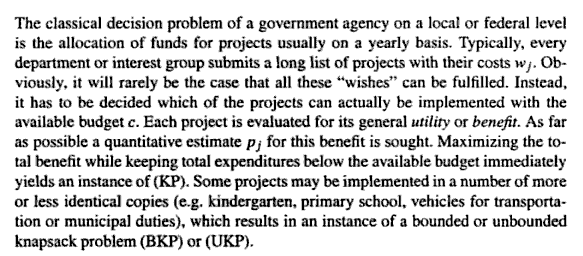 The classical decision problem of a government agency on a local or federal level
is the allocation of funds for projects usually on a yearly basis. Typically, every
department or interest group submits a long list of projects with their costs wj. Ob-
viously, it will rarely be the case that all these “wishes” can be fulfilled. Instead,
it has to be decided which of the projects can actually be implemented with the
available budget c. Each project is evaluated for its general utility or benefit. As far
as possible a quantitative estimate pj for this benefit is sought. Maximizing the to-
tal benefit while keeping total expenditures below the available budget immediately
yields an instance of (KP). Some projects may be implemented in a number of more
or less identical copies (e.g. kindergarten, primary school, vehicles for transporta-
tion or municipal duties), which results in an instance of a bounded or unbounded
knapsack problem (BKP) or (UKP).